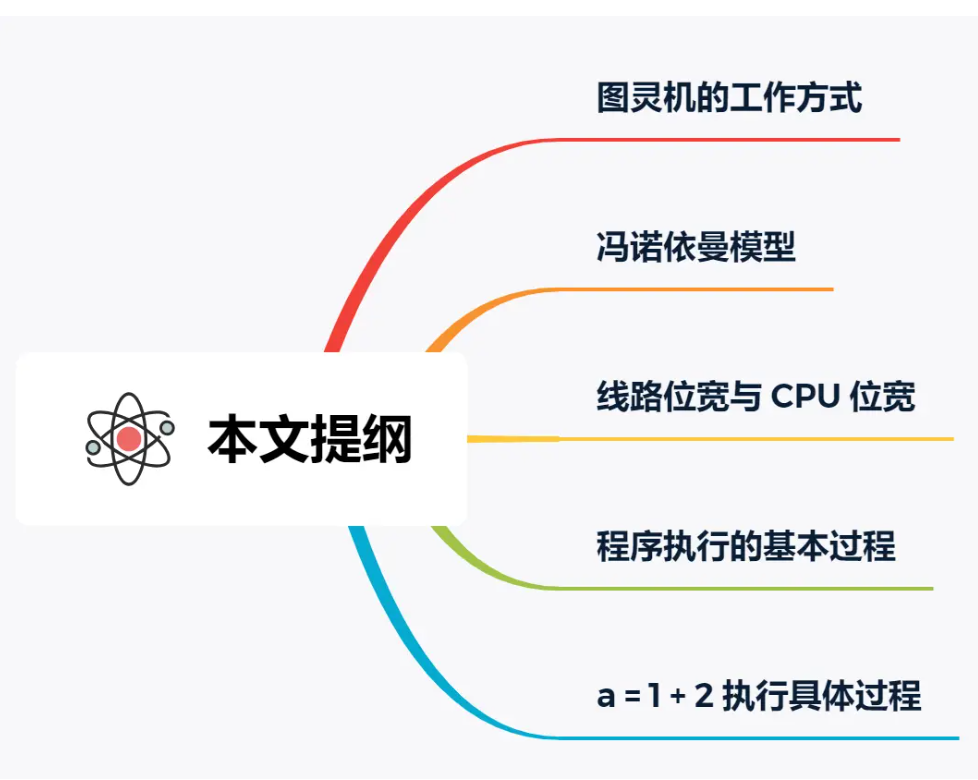 图灵机的工作方式
冯诺依曼模型
线路位宽与 CPU 位宽
本文提纲
程序执行的基本过程
a = 1 + 2 执行具体过程